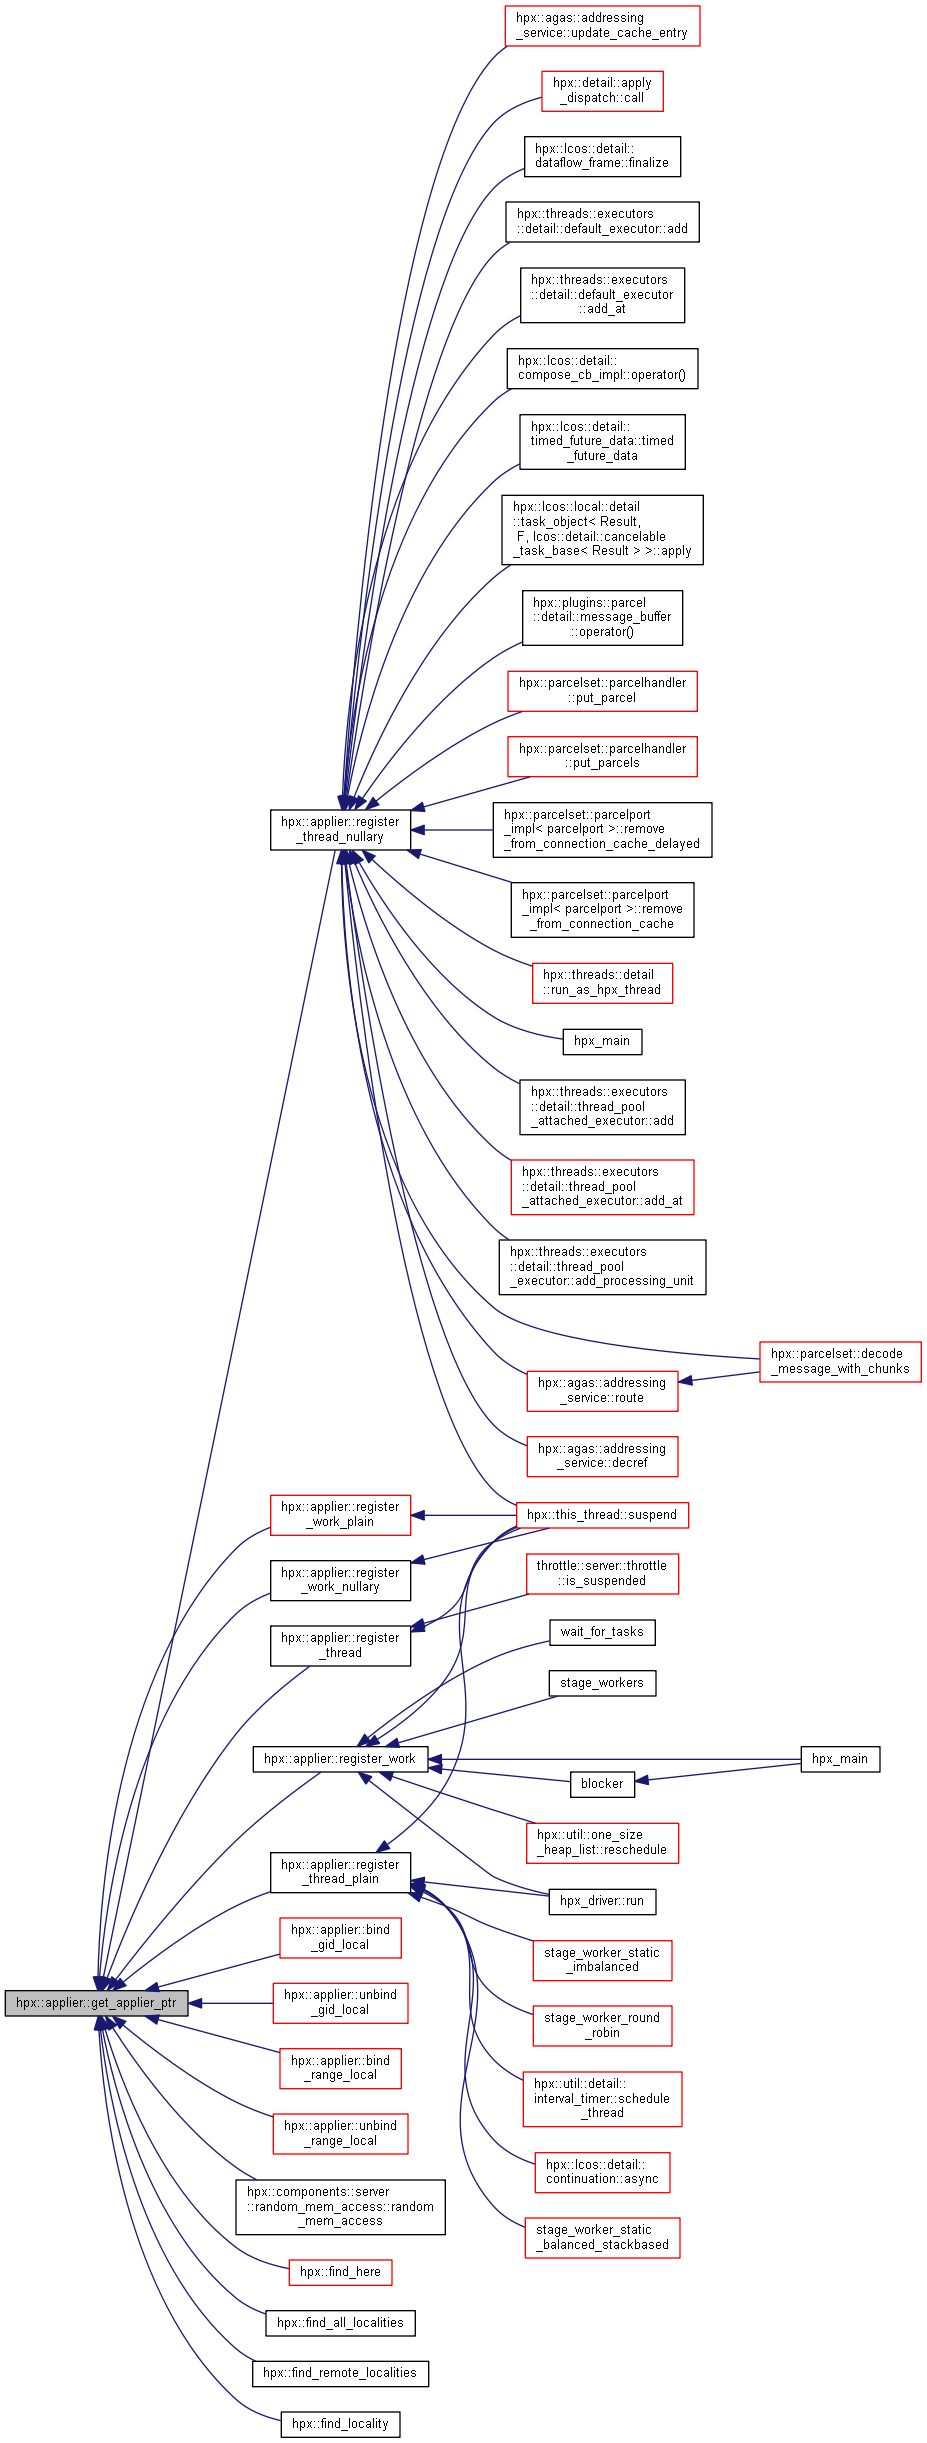 hpx::agas::addressing
_service::update_cache_entry
hpx::detail::apply
_dispatch::call
hpx::lcos::detail::
dataflow_frame::finalize
hpx::threads::executors
::detail::default_executor::add
hpx::threads::executors
::detail::default_executor
::add_at
hpx::lcos::detail::
compose_cb_impl::operator()
hpx::lcos::detail::
timed_future_data::timed
_future_data
hpx::lcos::local::detail
::task_object< Result,
F, lcos::detail::cancelable
_task_base< Result > >::apply
hpx::plugins::parcel
::detail::message_buffer
::operator()
hpx::parcelset::parcelhandler
::put_parcel
hpx::parcelset::parcelhandler
::put_parcels
hpx::applier::register
_thread_nullary
hpx::parcelset::parcelport
_impl< parcelport >::remove
_from_connection_cache_delayed
hpx::parcelset::parcelport
_impl< parcelport >::remove
_from_connection_cache
hpx::threads::detail
::run_as_hpx_thread
hpx_main
hpx::threads::executors
::detail::thread_pool
_attached_executor::add
hpx::threads::executors
::detail::thread_pool
_attached_executor::add_at
hpx::threads::executors
::detail::thread_pool
_executor::add_processing_unit
hpx::parcelset::decode
_message_with_chunks
hpx::agas::addressing
_service::route
hpx::agas::addressing
_service::decref
hpx::applier::register
_work_plain
hpx::this_thread::suspend
hpx::applier::register
_work_nullary
throttle::server::throttle
::is_suspended
hpx::applier::register
_thread
wait_for_tasks
stage_workers
hpx::applier::register_work
hpx_main
blocker
hpx::util::one_size
_heap_list::reschedule
hpx::applier::register
_thread_plain
hpx_driver::run
hpx::applier::bind
_gid_local
stage_worker_static
_imbalanced
hpx::applier::get_applier_ptr
hpx::applier::unbind
_gid_local
stage_worker_round
_robin
hpx::applier::bind
_range_local
hpx::util::detail::
interval_timer::schedule
_thread
hpx::applier::unbind
_range_local
hpx::lcos::detail::
continuation::async
hpx::components::server
::random_mem_access::random
_mem_access
stage_worker_static
_balanced_stackbased
hpx::find_here
hpx::find_all_localities
hpx::find_remote_localities
hpx::find_locality